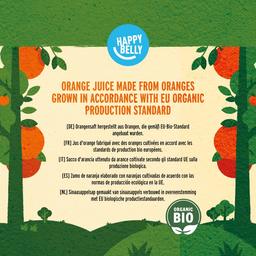 HAPPY
BELLY
ORANGE JUICE MADE FROM ORANGES
GROWN IN ACCORDANCE WITH EU ORGANIC
PRODUCTION STANDARD
(DE) Orangensaft hergestellt aus Orangen, die gemäß EU-Bio-Standard
angebaut wurden.
(FR) Jus d'orange fabriqué avec des oranges cultivées en accord avec les
standards de production bio européens.
(IT) Succo d'arancia ottenuto da arance coltivate secondo gli standard UE sulla
produzione biologica.
(ES) Zumo de naranja elaborado con naranjas cultivadas de acuerdo con las
normas de producción ecológica en la UE.
(NL) Sinaasappelsap gemaakt van sinaasappels verbouwd in overeenstemming
met EU biologische productiestandaarden.
ORGANIC
BIO